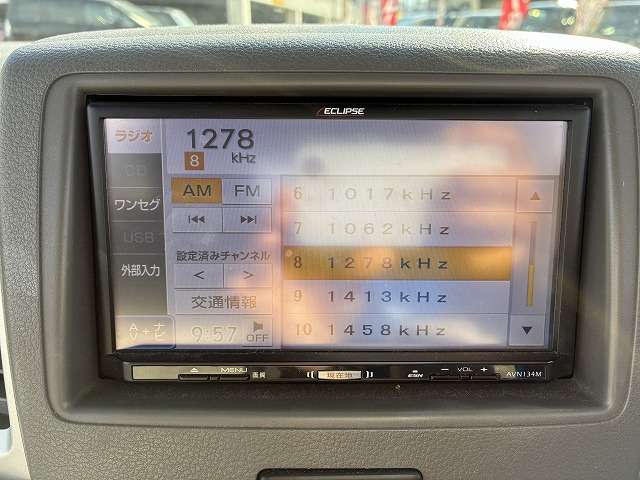 ECLIPSE
ラジオ
1278
8 kHz
CD
AM FM
ワンセグ
USB
設定済みチャンネル
外部入力
< >
交通情報
9:57
OFF
6 1017kHz
7 1062kHz
8 1278kHz
9 1413kHz
10 1458kHz
MENU 画質 現在地 ESN − VOL + AVN134M